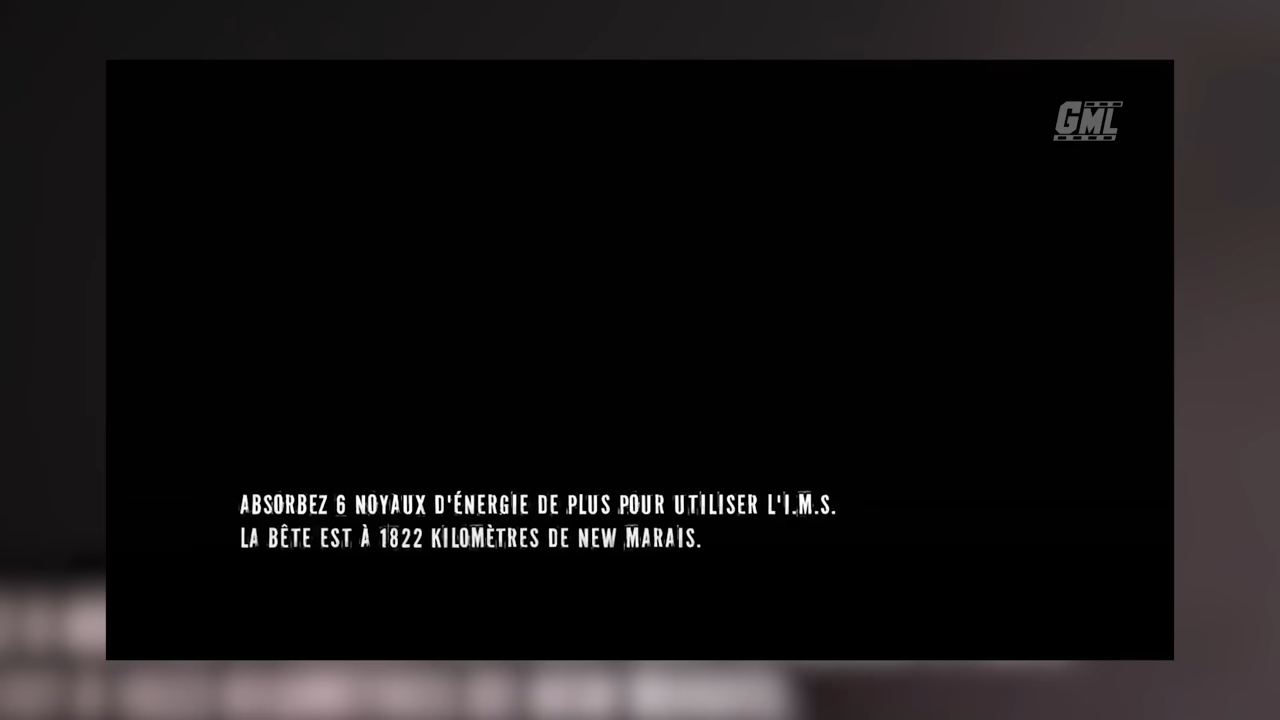 GML
ABSORBEZ 6 NOYAUX D'ÉNERGIE DE PLUS POUR UTILISER L'I.M.S.
LA BÊTE EST À 1822 KILOMÈTRES DE NEW MARAIS.